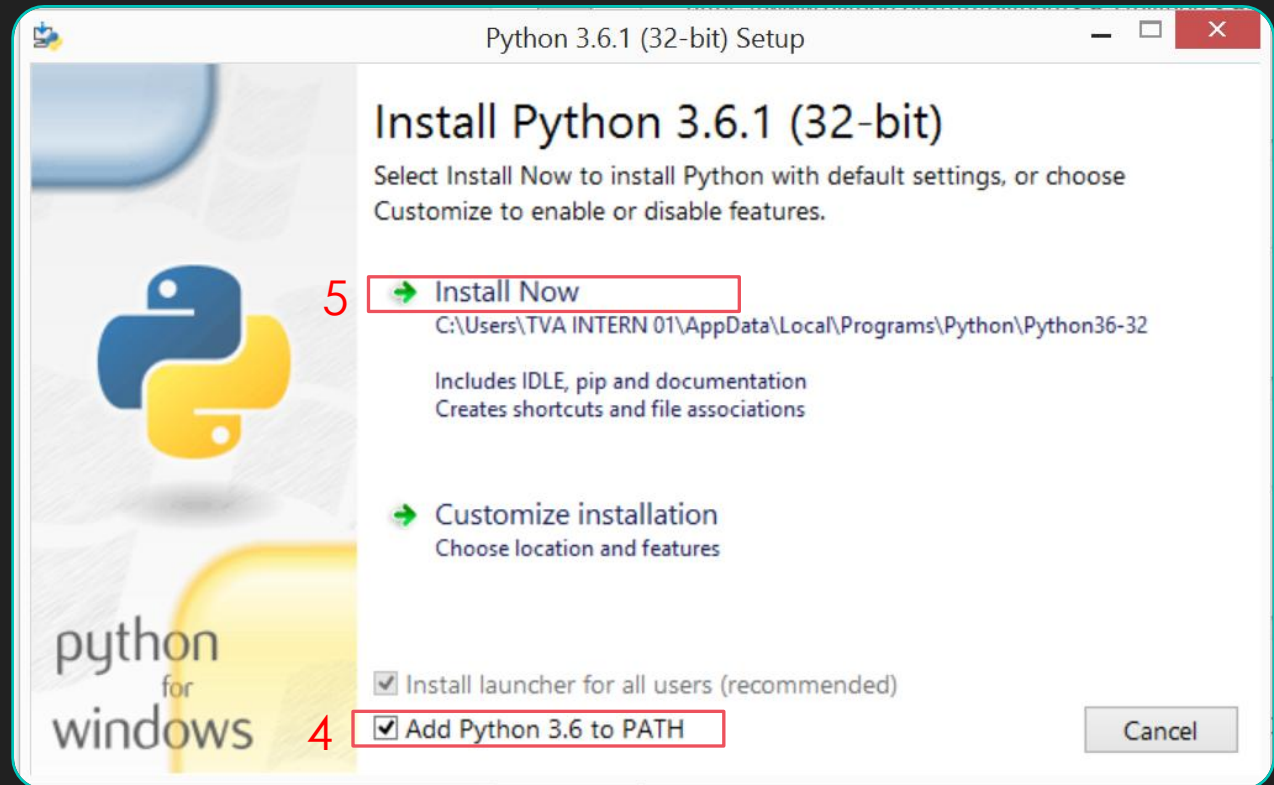 Python 3.6.1 (32-bit) Setup
Install Python 3.6.1 (32-bit)
Select Install Now to install Python with default settings, or choose
Customize to enable or disable features.
5
Install Now
C:\Users\TVA INTERN 01\AppData\Local\Programs\Python\Python36-32
Includes IDLE, pip and documentation
Creates shortcuts and file associations
Customize installation
Choose location and features
python
for
windows
Install launcher for all users (recommended)
4
Add Python 3.6 to PATH
Cancel